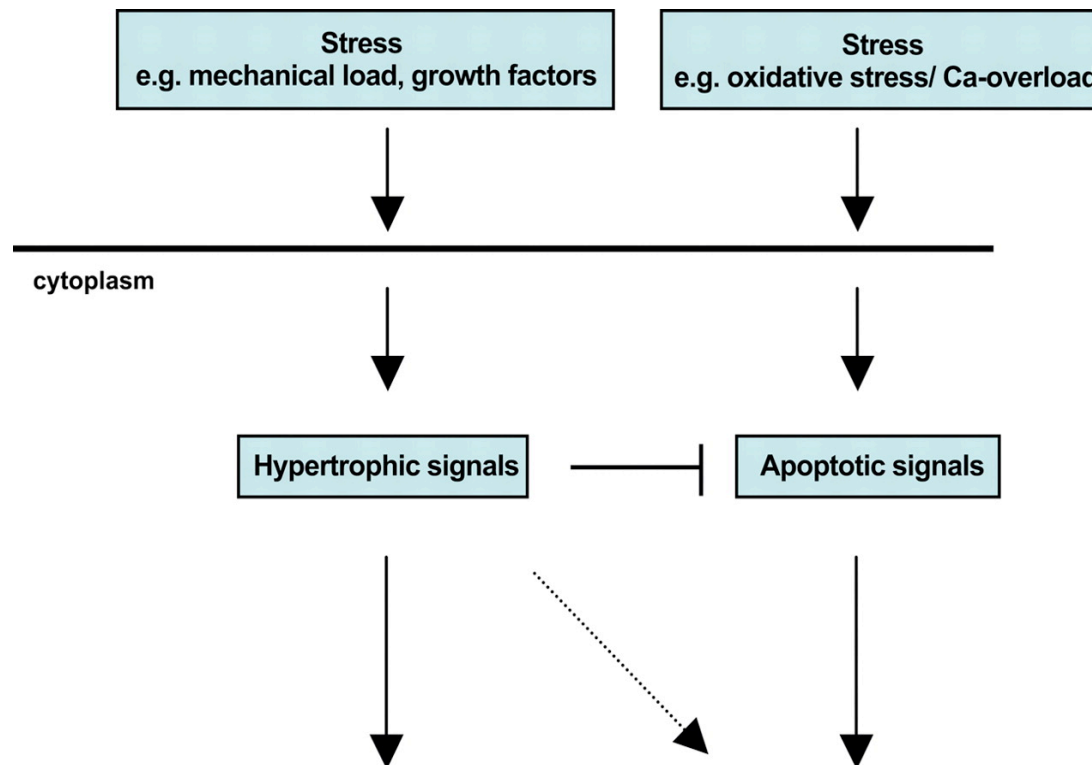 Stress
e.g. mechanical load, growth factors
Stress
e.g. oxidative stress/ Ca-overload
cytoplasm
Hypertrophic signals
Apoptotic signals